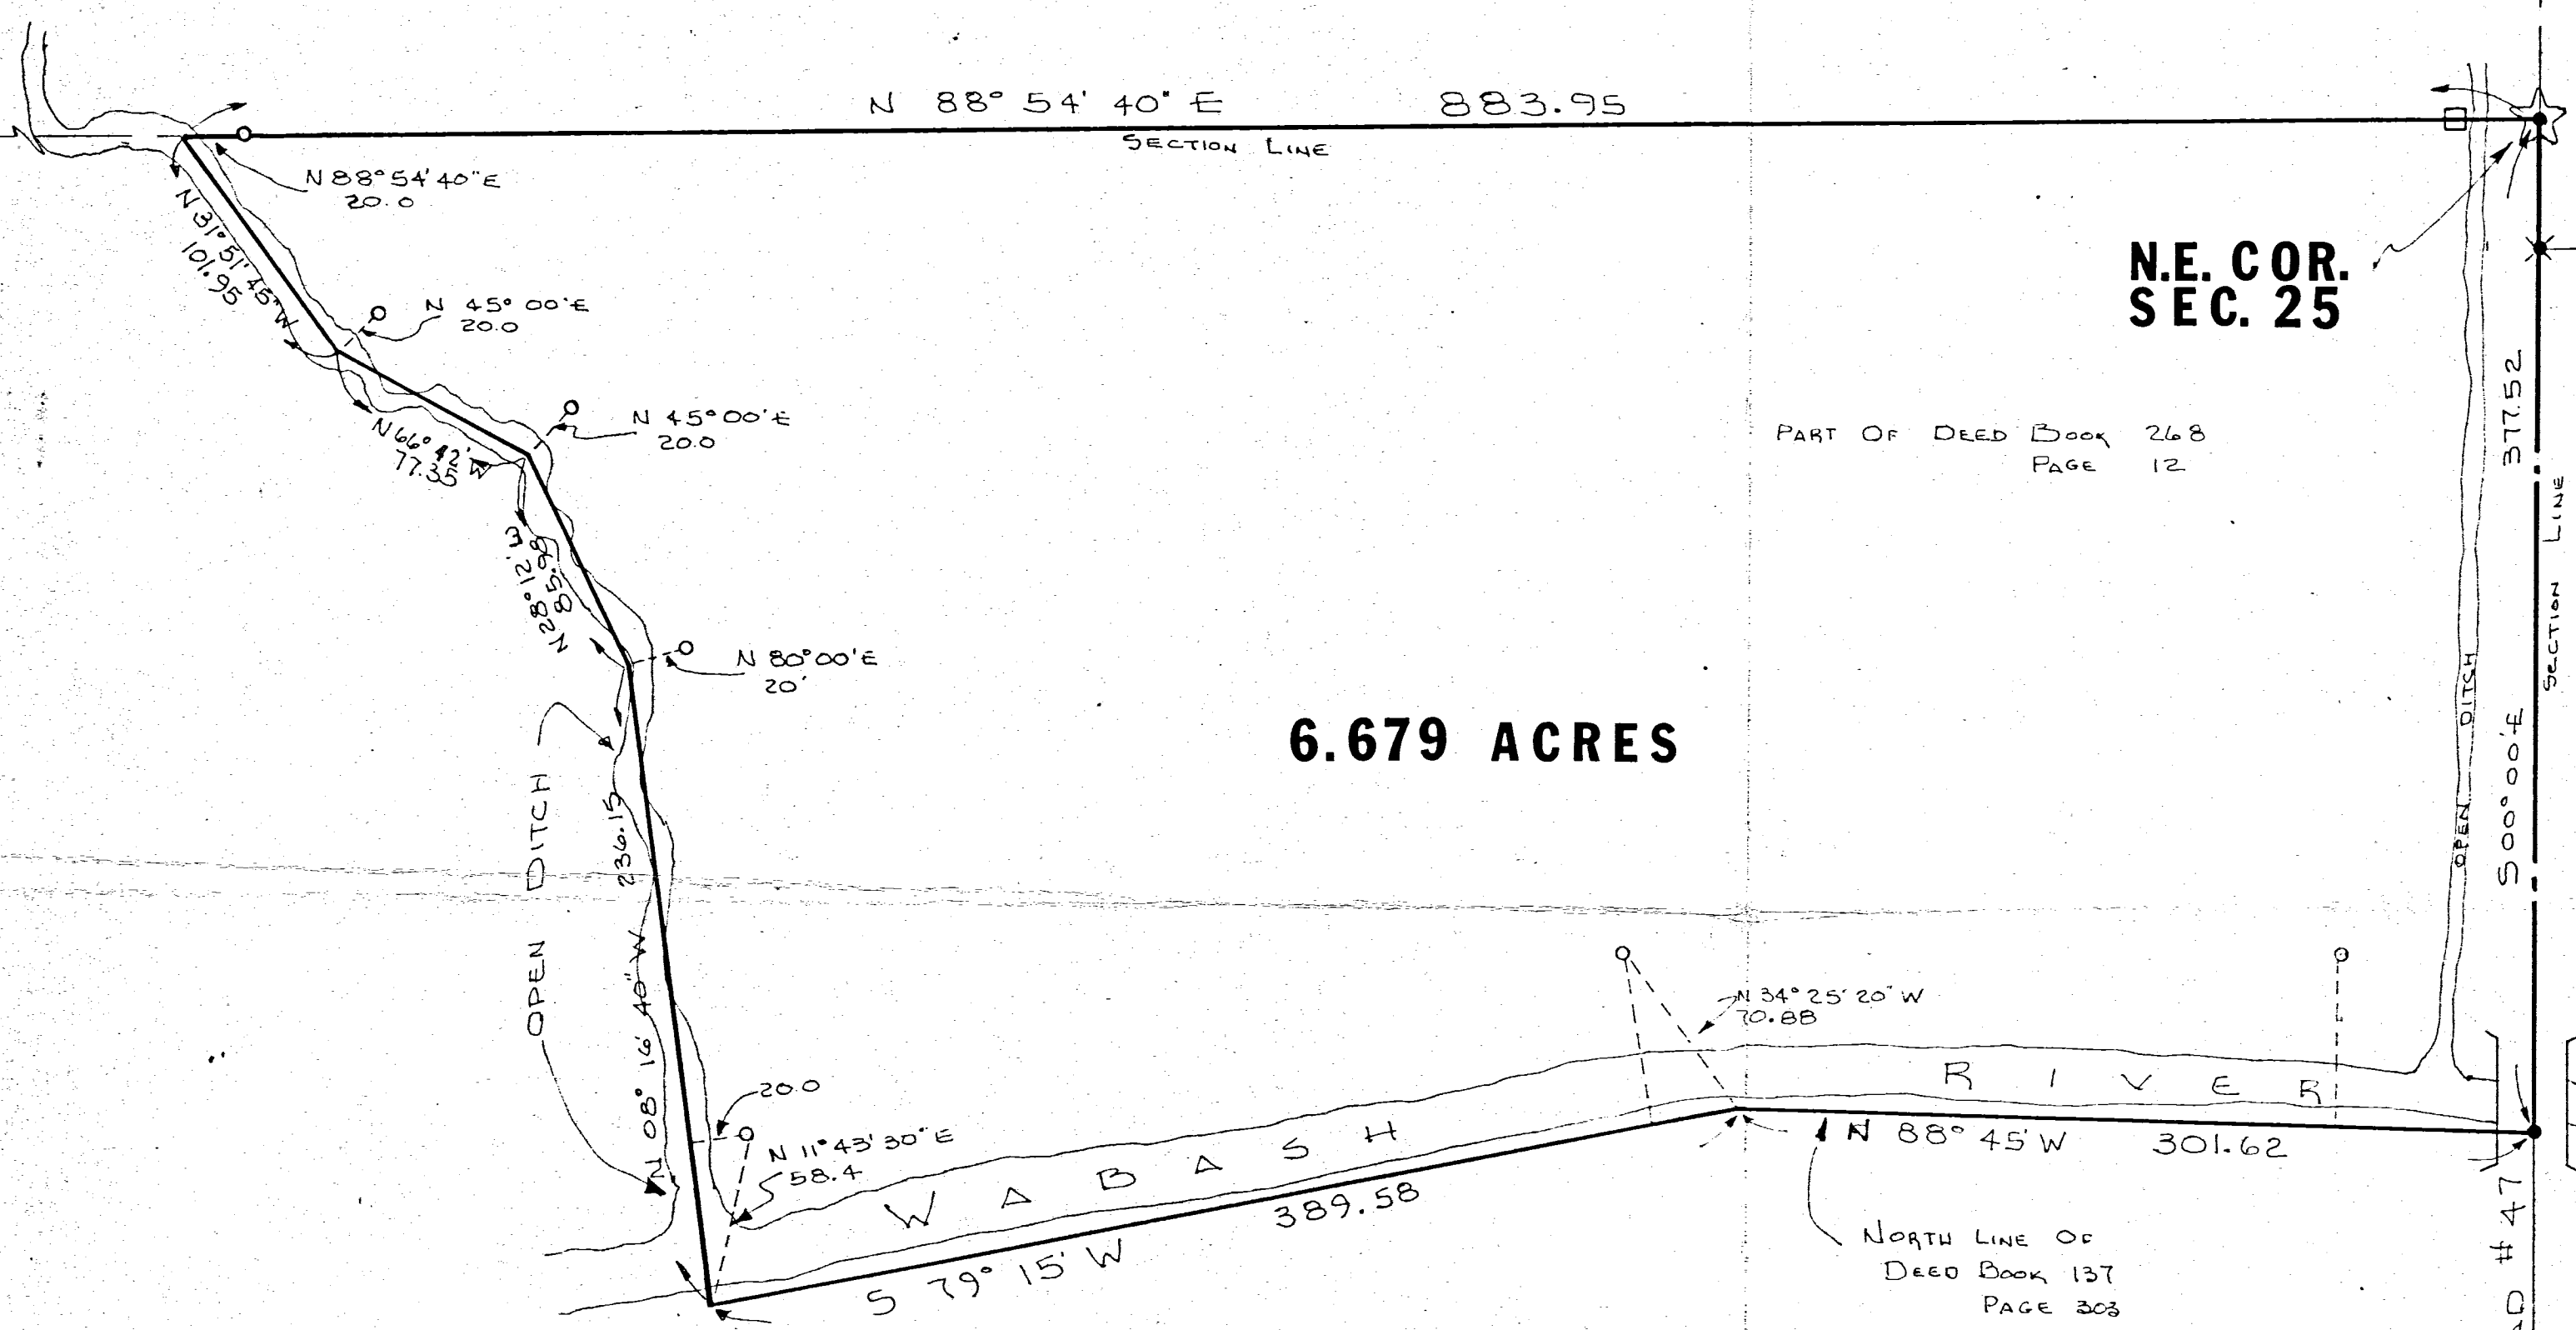 N 88° 54' 40" E 883.95
SECTION LINE
N 88° 54' 40" E
20.0
N 31° 51' 45" W
101.95
N 45° 00' E
20.0
N.E. COR.
SEC. 25
N 45° 00' E
20.0
N 66° 42' W
77.35
PART OF DEED BOOK 268
PAGE 12
377.52
SECTION LINE
S 00° 00' E
N 28° 12' W
85.98
N 80° 00' E
20'
6.679 ACRES
OPEN DITCH
OPEN DITCH
236.15
N 08° 16' 40" W
N 34° 25' 20" W
70.88
20.0
N 11° 43' 30" E
58.4
WABASH RIVER
N 88° 45' W 301.62
S 79° 15' W 389.58
NORTH LINE OF
DEED BOOK 137
PAGE 303
# 47